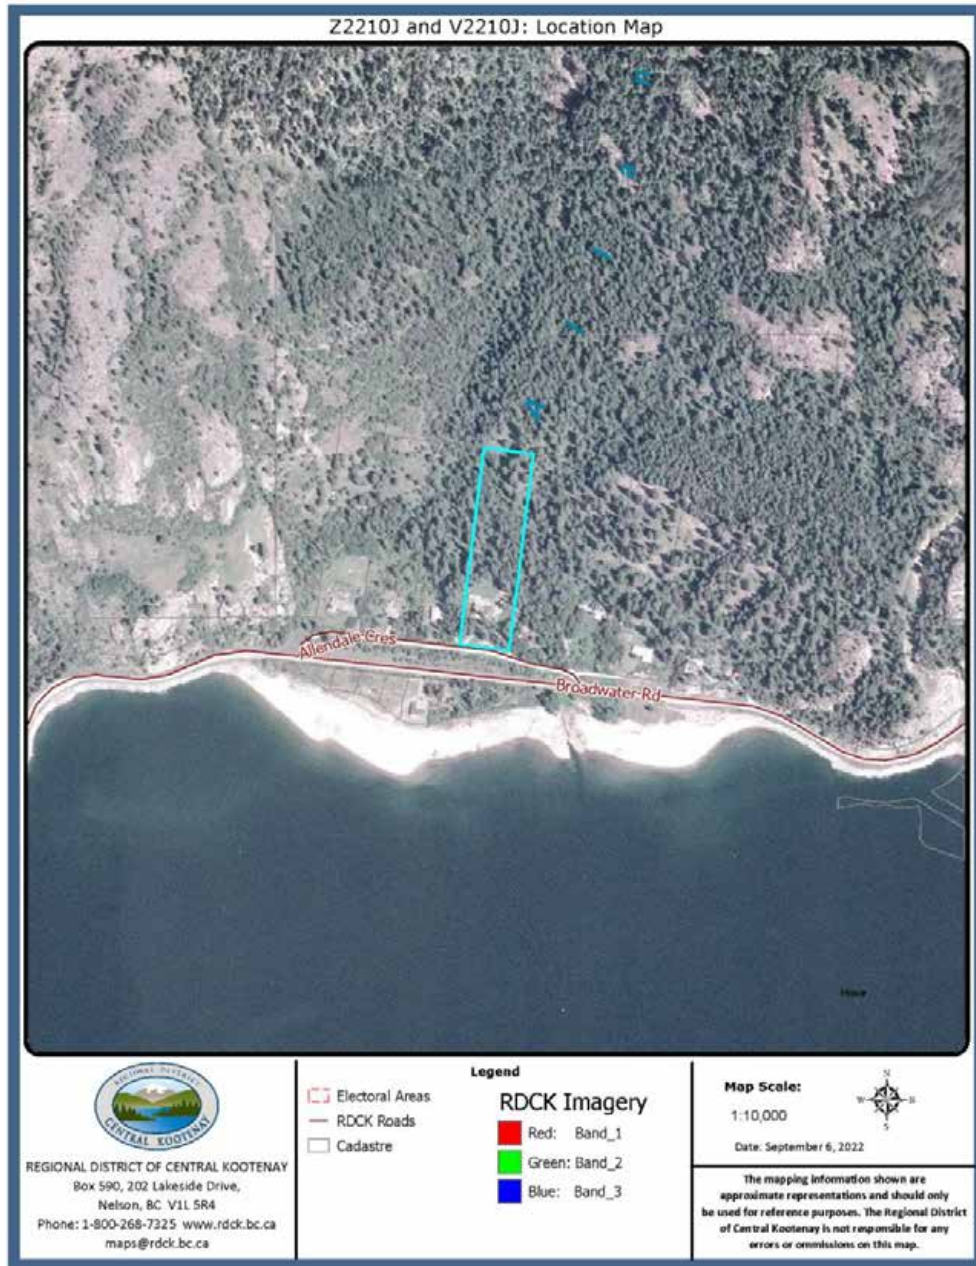 Z2210J and V2210J: Location Map
Allendale Cres
Broadwater Rd
REGIONAL DISTRICT
CENTRAL KOOTENAY
REGIONAL DISTRICT OF CENTRAL KOOTENAY
Box 590, 202 Lakeside Drive,
Nelson, BC V1L 5R4
Phone: 1-800-268-7325 www.rdck.bc.ca
maps@rdck.bc.ca
Legend
Electoral Areas
RDCK Roads
Cadastre
RDCK Imagery
Red: Band_1
Green: Band_2
Blue: Band_3
Map Scale:
1:10,000
N
W E
S
Date: September 6, 2022
The mapping information shown are
approximate representations and should only
be used for reference purposes. The Regional District
of Central Kootenay is not responsible for any
errors or ommissions on this map.